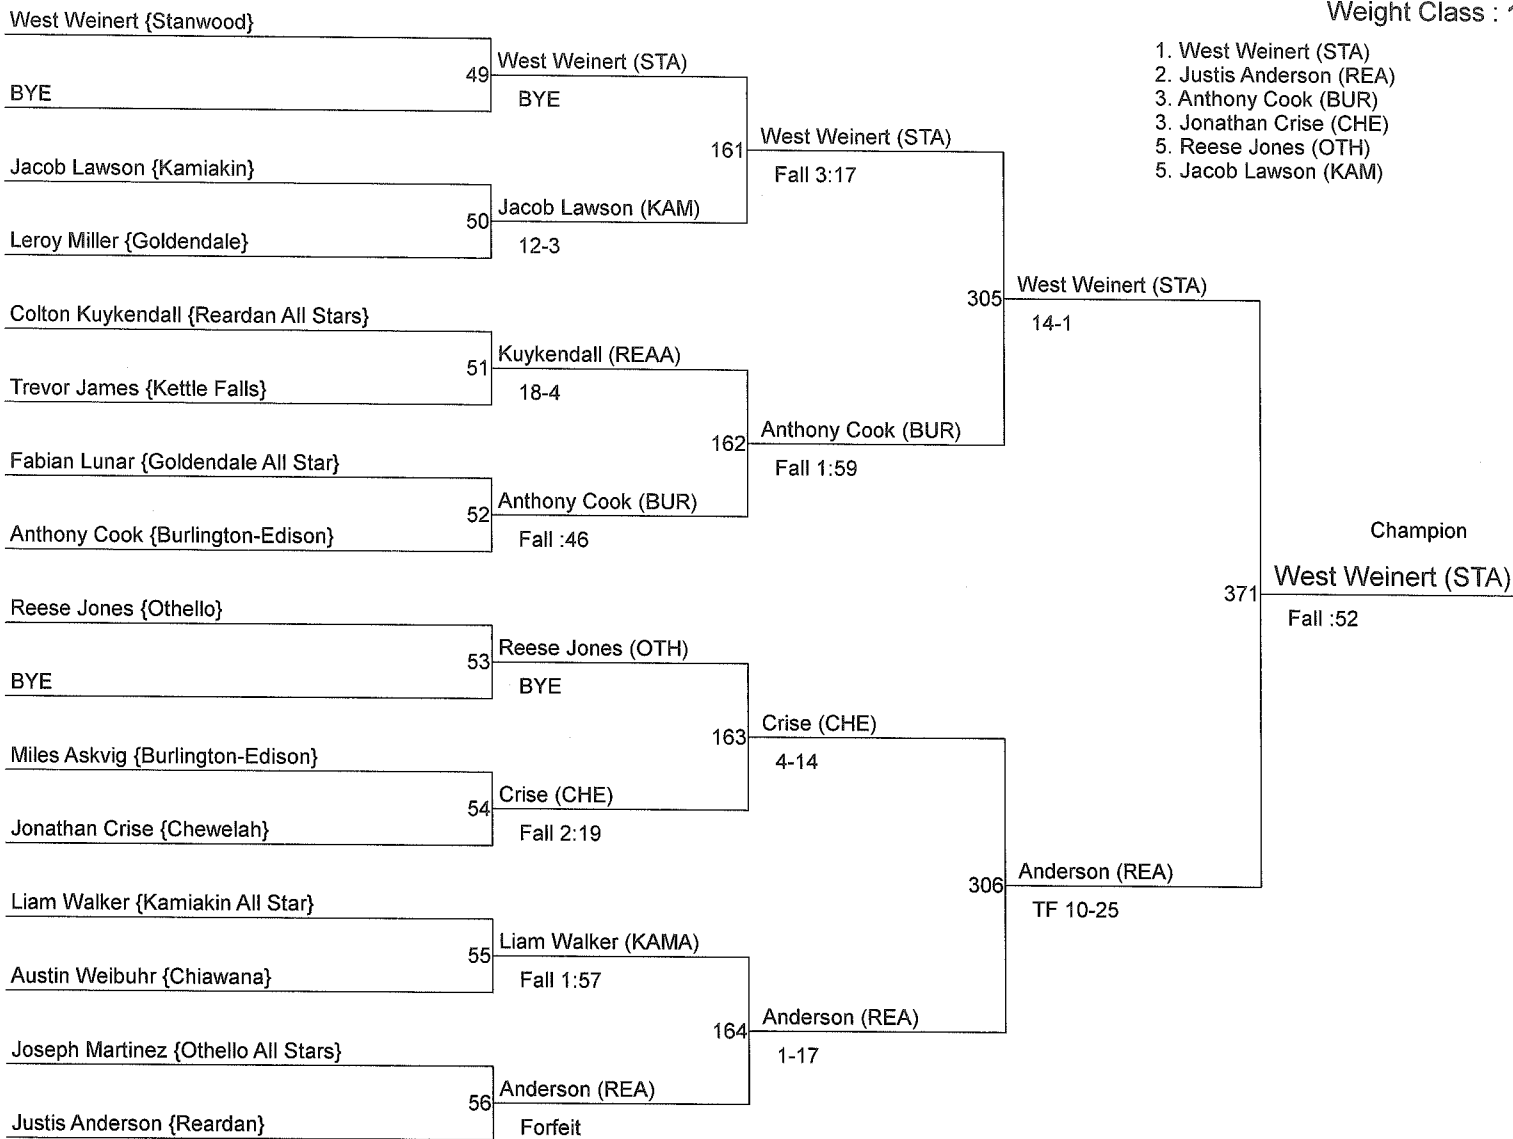 Weight Class :
1. West Weinert (STA)
2. Justis Anderson (REA)
3. Anthony Cook (BUR)
3. Jonathan Crise (CHE)
5. Reese Jones (OTH)
5. Jacob Lawson (KAM)
West Weinert {Stanwood}
BYE
Jacob Lawson {Kamiakin}
Leroy Miller {Goldendale}
Colton Kuykendall {Reardan All Stars}
Trevor James {Kettle Falls}
Fabian Lunar {Goldendale All Star}
Anthony Cook {Burlington-Edison}
Reese Jones {Othello}
BYE
Miles Askvig {Burlington-Edison}
Jonathan Crise {Chewelah}
Liam Walker {Kamiakin All Star}
Austin Weibuhr {Chiawana}
Joseph Martinez {Othello All Stars}
Justis Anderson {Reardan}
49 West Weinert (STA)
BYE
50 Jacob Lawson (KAM)
12-3
51 Kuykendall (REAA)
18-4
52 Anthony Cook (BUR)
Fall :46
53 Reese Jones (OTH)
BYE
54 Crise (CHE)
Fall 2:19
55 Liam Walker (KAMA)
Fall 1:57
56 Anderson (REA)
Forfeit
161 West Weinert (STA)
Fall 3:17
162 Anthony Cook (BUR)
Fall 1:59
163 Crise (CHE)
4-14
164 Anderson (REA)
1-17
305 West Weinert (STA)
14-1
306 Anderson (REA)
TF 10-25
Champion
371 West Weinert (STA)
Fall :52